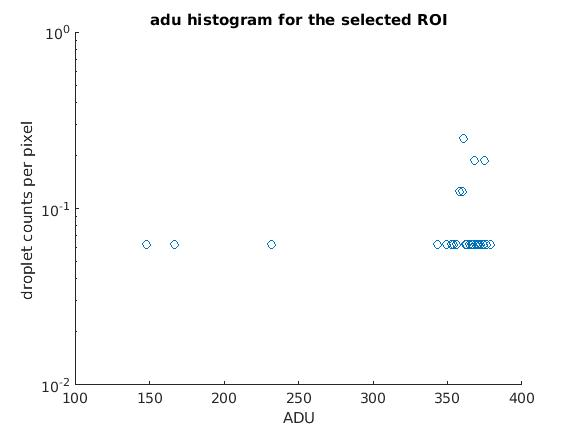 adu histogram for the selected ROI
10^0
10^-1
10^-2
droplet counts per pixel
100 150 200 250 300 350 400
ADU